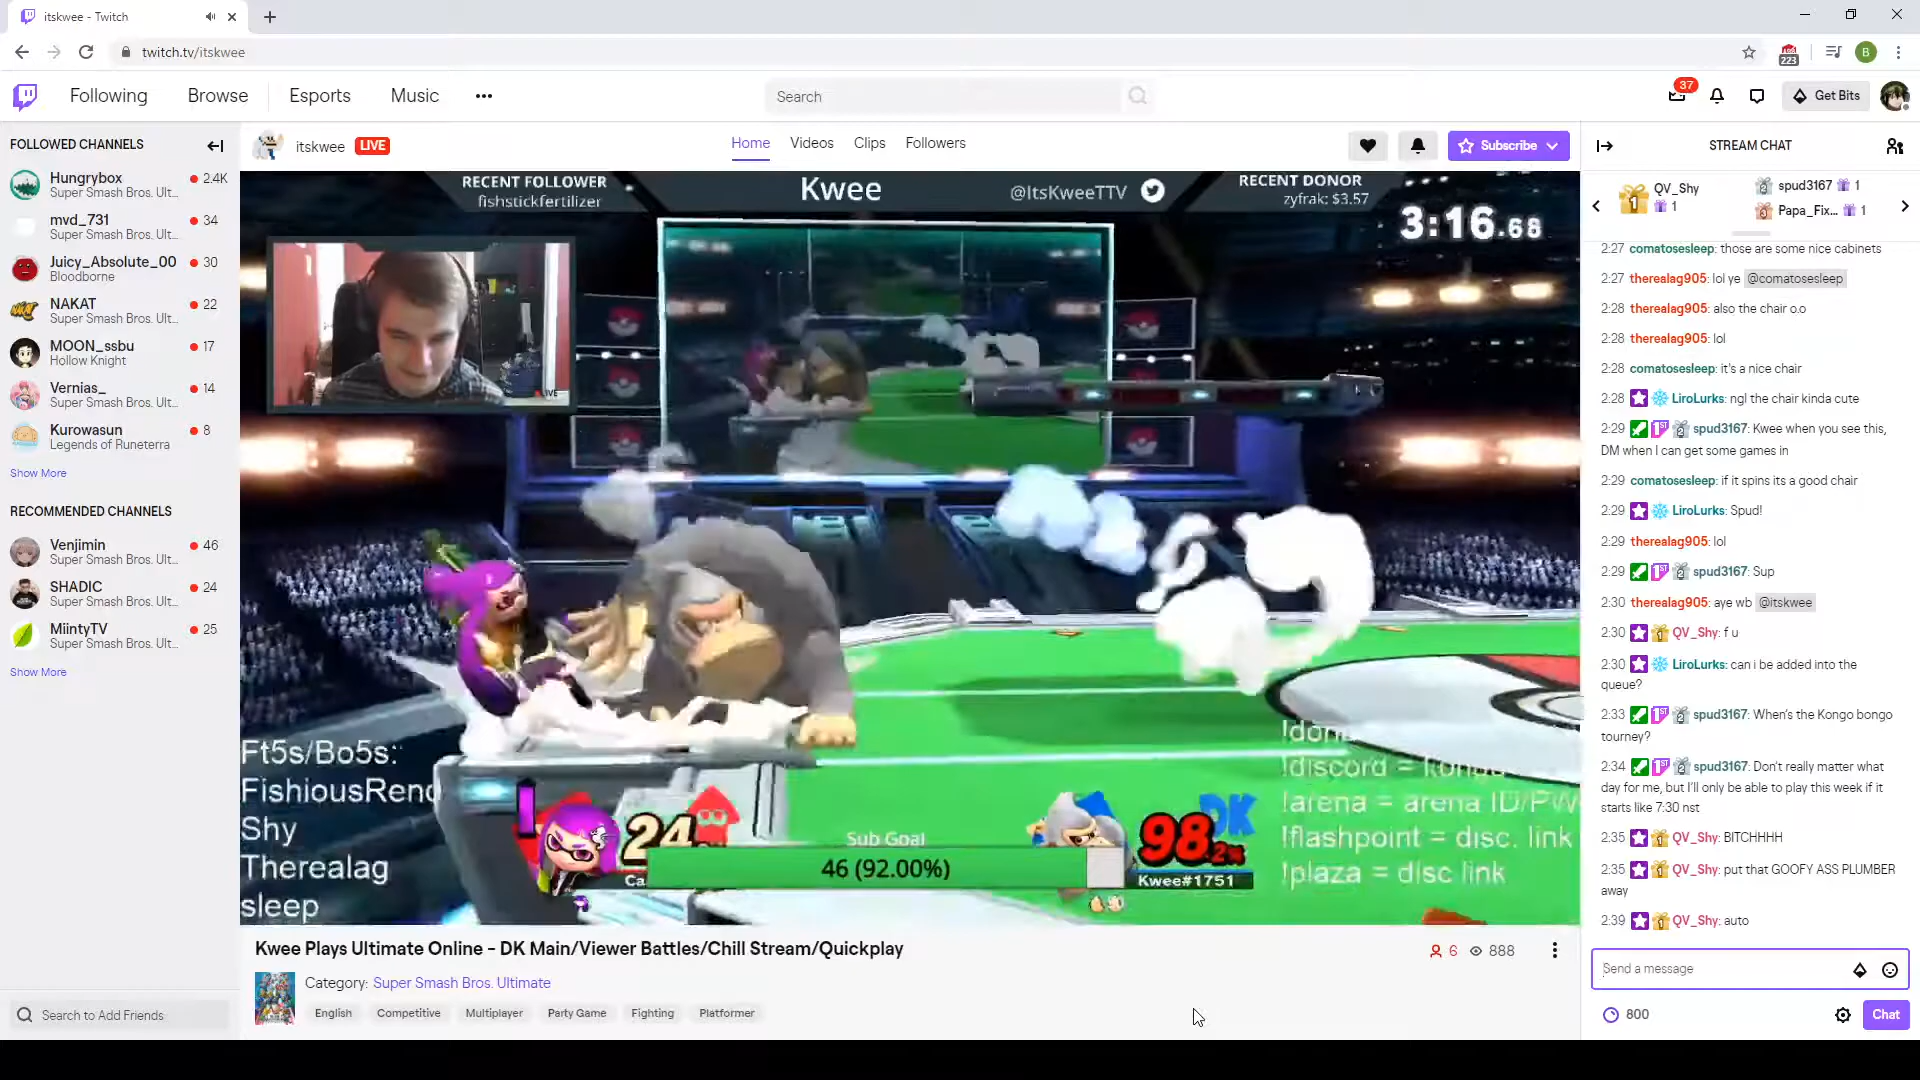 itskwee - Twitch
twitch.tv/itskwee
223
B
Following
Browse
Esports
Music
Search
37
Get Bits
FOLLOWED CHANNELS
Hungrybox
2.4K
Super Smash Bros. Ult...
mvd_731
34
Super Smash Bros. Ult...
Juicy_Absolute_00
30
Bloodborne
NAKAT
22
Super Smash Bros. Ult...
MOON_ssbu
17
Hollow Knight
Vernias_
14
Super Smash Bros. Ult...
Kurowasun
8
Legends of Runeterra
Show More
RECOMMENDED CHANNELS
Venjimin
46
Super Smash Bros. Ult...
SHADIC
24
Super Smash Bros. Ult...
MiintyTV
25
Super Smash Bros. Ult...
Show More
Search to Add Friends
itskwee
LIVE
Home
Videos
Clips
Followers
Subscribe
RECENT FOLLOWER
fishstickfertilizer
Kwee
@ItsKweeTTV
RECENT DONOR
zyfrak: $3.57
3:16.68
LIVE
Ft5s/Bo5s:
FishiousRend
Shy
Therealag
sleep
24
Ca
Sub Goal
46 (92.00%)
DK
98.2%
Kwee#1751
!discord =
!arena = arena ID/PW
!flashpoint = disc. link
!plaza = disc link
Kwee Plays Ultimate Online - DK Main/Viewer Battles/Chill Stream/Quickplay
6
888
Category: Super Smash Bros. Ultimate
English
Competitive
Multiplayer
Party Game
Fighting
Platformer
STREAM CHAT
1
QV_Shy
1
2
spud3167 1
3
Papa_Fix... 1
2:27 comatosesleep: those are some nice cabinets
2:27 therealag905: lol ye @comatosesleep
2:28 therealag905: also the chair o.o
2:28 therealag905: lol
2:28 comatosesleep: it's a nice chair
2:28 LiroLurks: ngl the chair kinda cute
2:29 spud3167: Kwee when you see this,
DM when I can get some games in
2:29 comatosesleep: if it spins its a good chair
2:29 LiroLurks: Spud!
2:29 therealag905: lol
2:29 spud3167: Sup
2:30 therealag905: aye wb @itskwee
2:30 QV_Shy: f u
2:30 LiroLurks: can i be added into the
queue?
2:33 spud3167: When's the Kongo bongo
tourney?
2:34 spud3167: Don't really matter what
day for me, but I'll only be able to play this week if it
starts like 7:30 nst
2:35 QV_Shy: BITCHHHH
2:35 QV_Shy: put that GOOFY ASS PLUMBER
away
2:39 QV_Shy: auto
Send a message
800
Chat